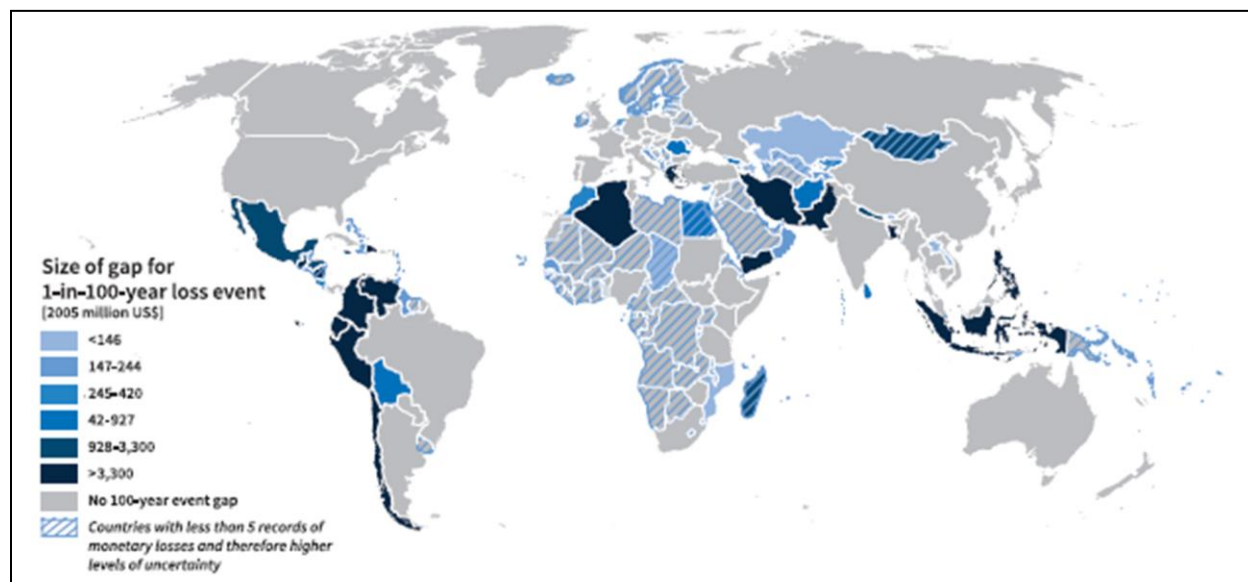 Size of gap for
1-in-100-year loss event
[2005 million US$]
<146
147-244
245-420
42-927
928-3,300
>3,300
No 100-year event gap
Countries with less than 5 records of
monetary losses and therefore higher
levels of uncertainty